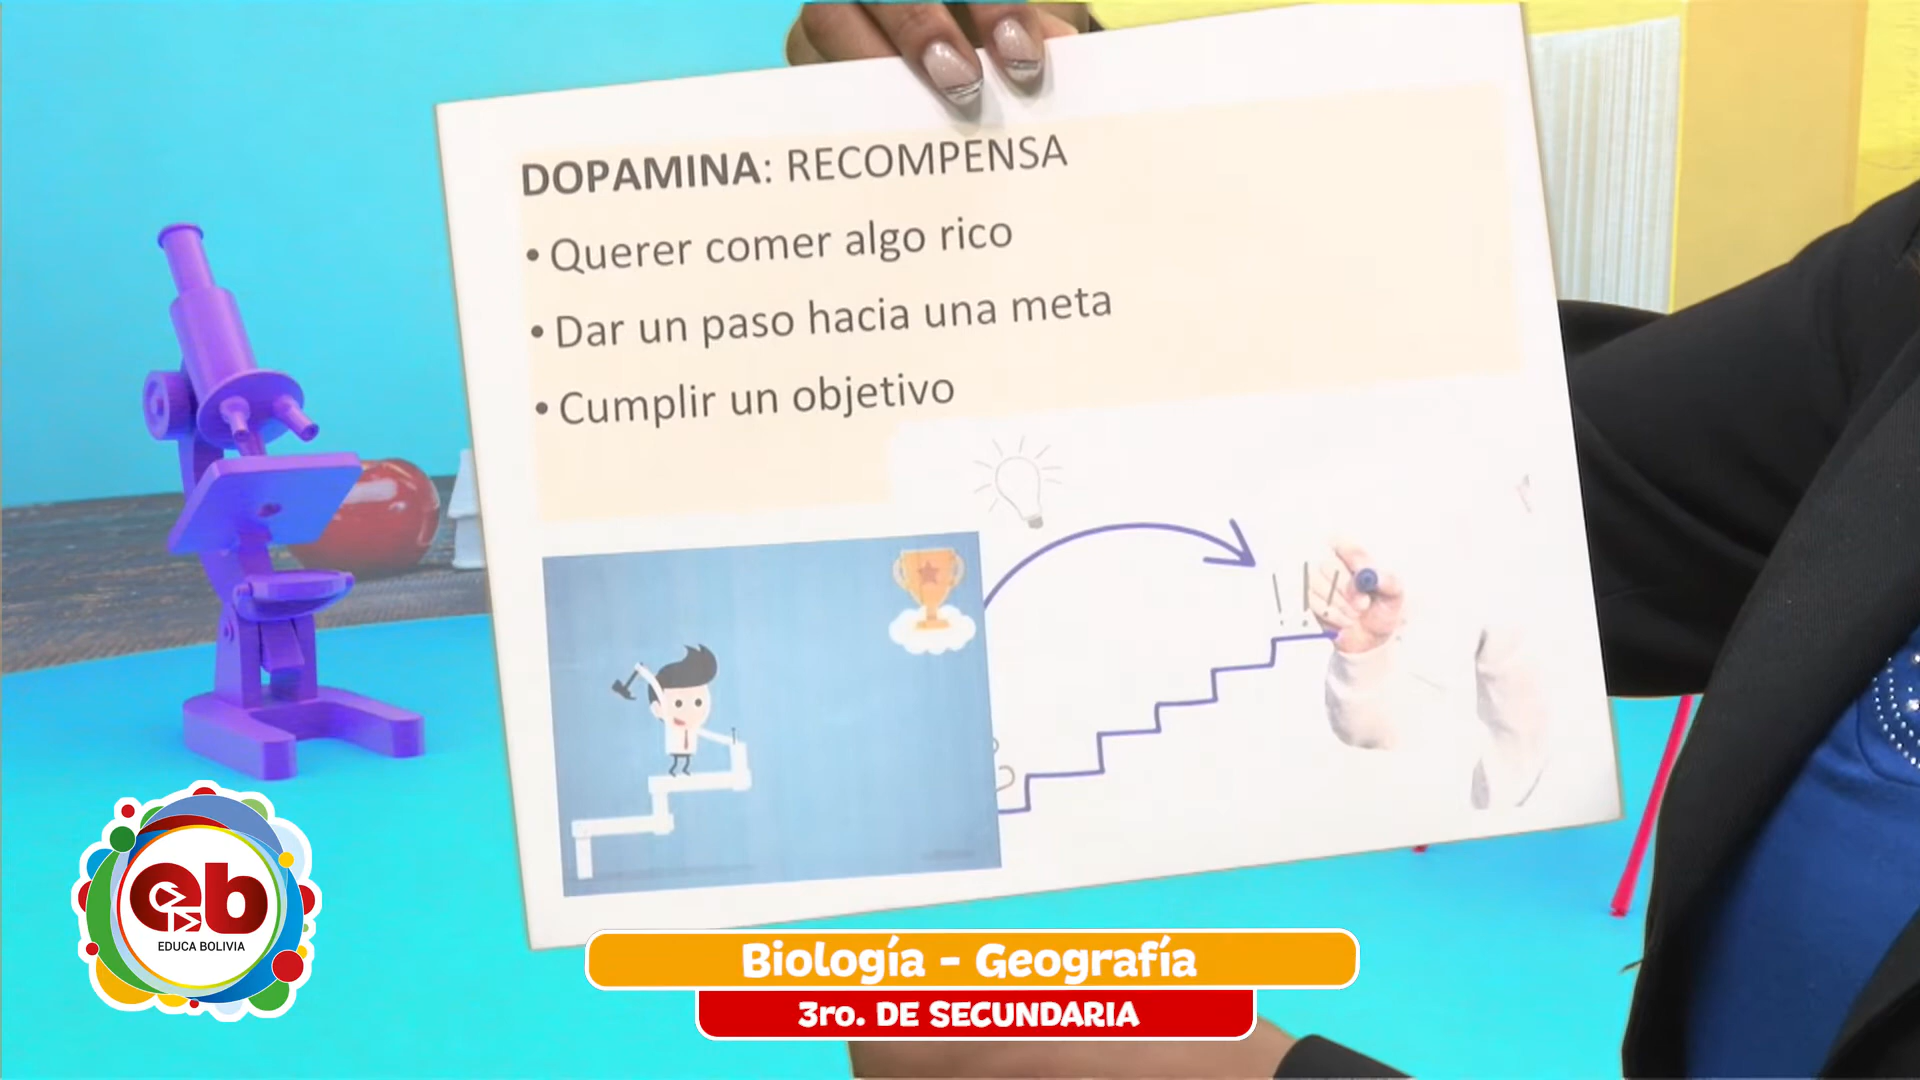 DOPAMINA: RECOMPENSA
• Querer comer algo rico
• Dar un paso hacia una meta
• Cumplir un objetivo
eb
EDUCA BOLIVIA
Biología - Geografía
3ro. DE SECUNDARIA